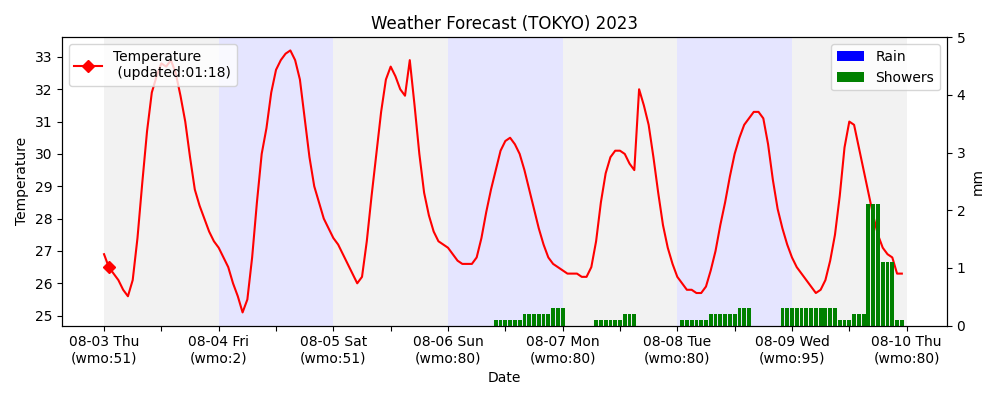 Weather Forecast (TOKYO) 2023
Temperature
(updated:01:18)
Rain
Showers
Temperature
33
32
31
30
29
28
27
26
25
5
4
3
2
1
0
mm
08-03 Thu
(wmo:51)
08-04 Fri
(wmo:2)
08-05 Sat
(wmo:51)
08-06 Sun
(wmo:80)
08-07 Mon
(wmo:80)
08-08 Tue
(wmo:80)
08-09 Wed
(wmo:95)
08-10 Thu
(wmo:80)
Date